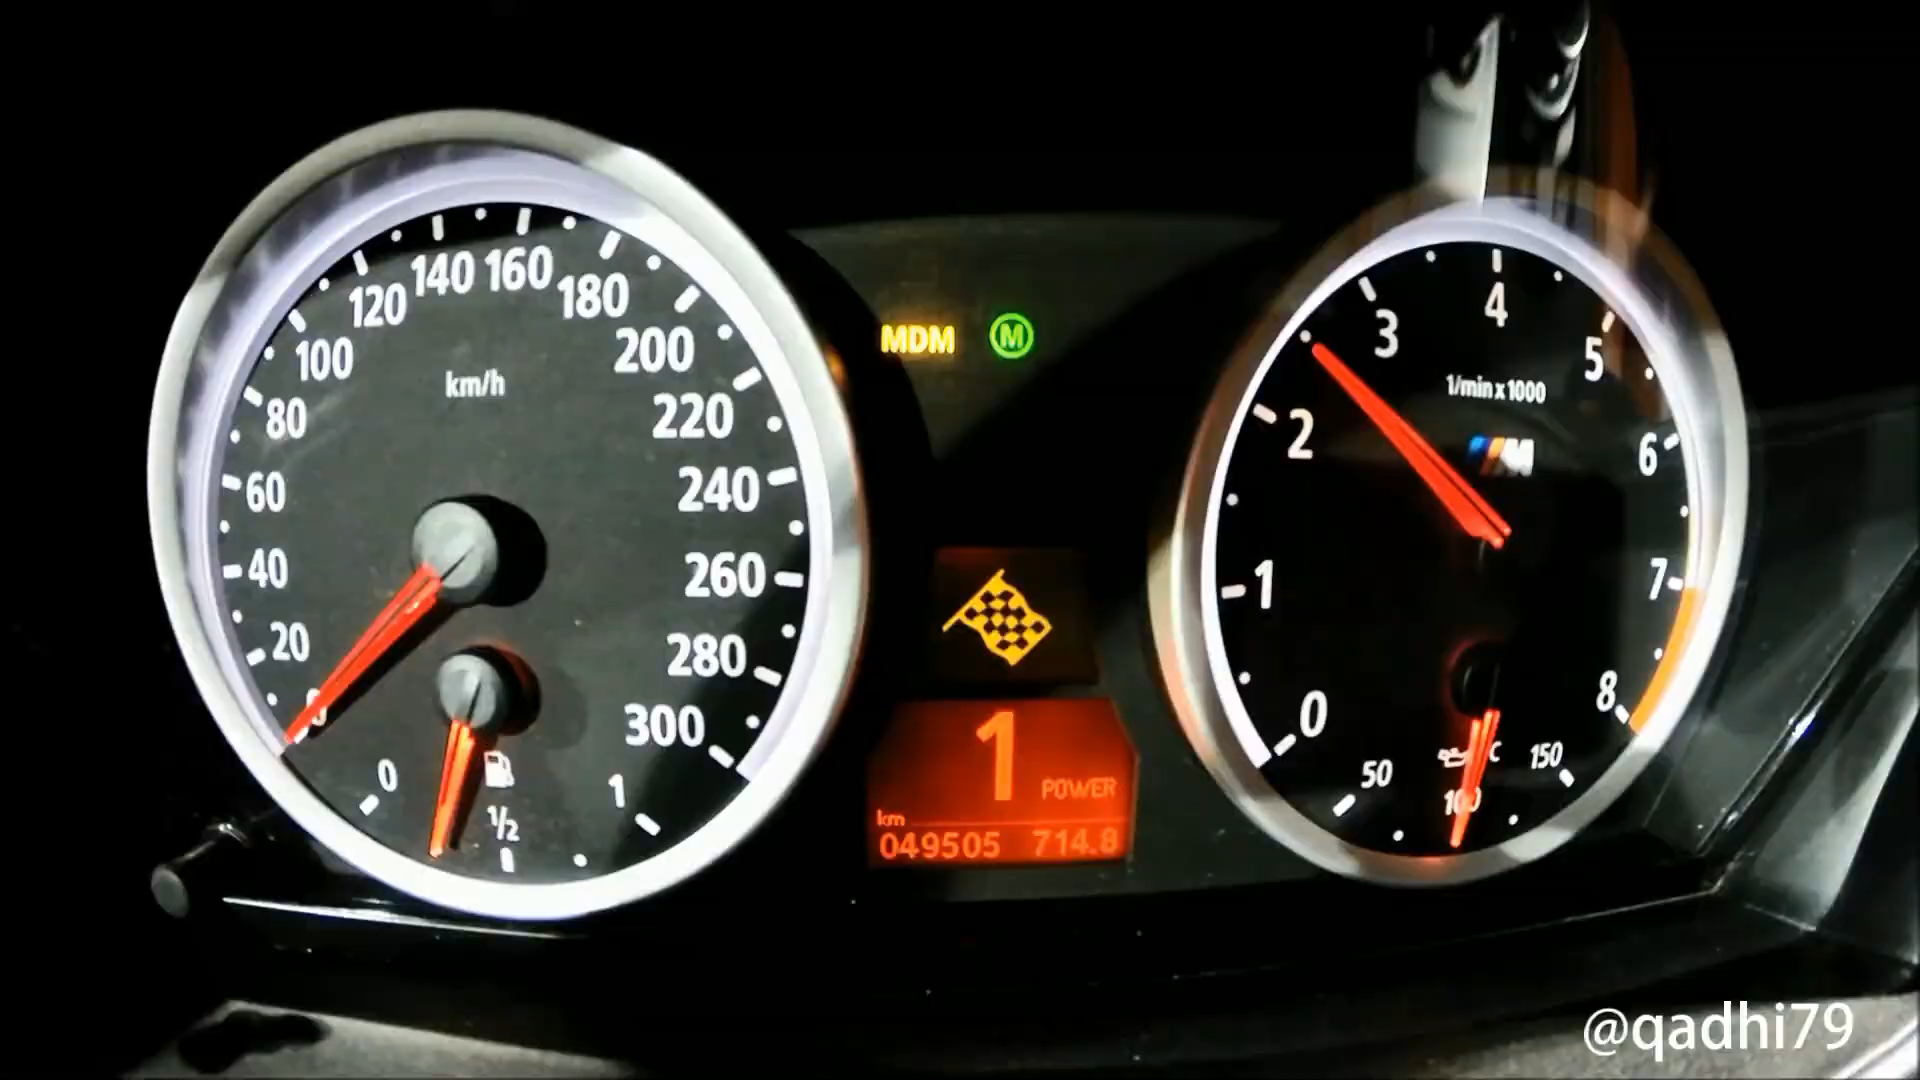 140 160
120 180
100 200
km/h
80 220
60 240
40 260
20 280
0 300
0 1/2 1
MDM M
1 POWER
km
049505 714.8
3 4 5
1/min x 1000
2 M 6
1 7
0 8
50 100 °C 150
@qadhi79